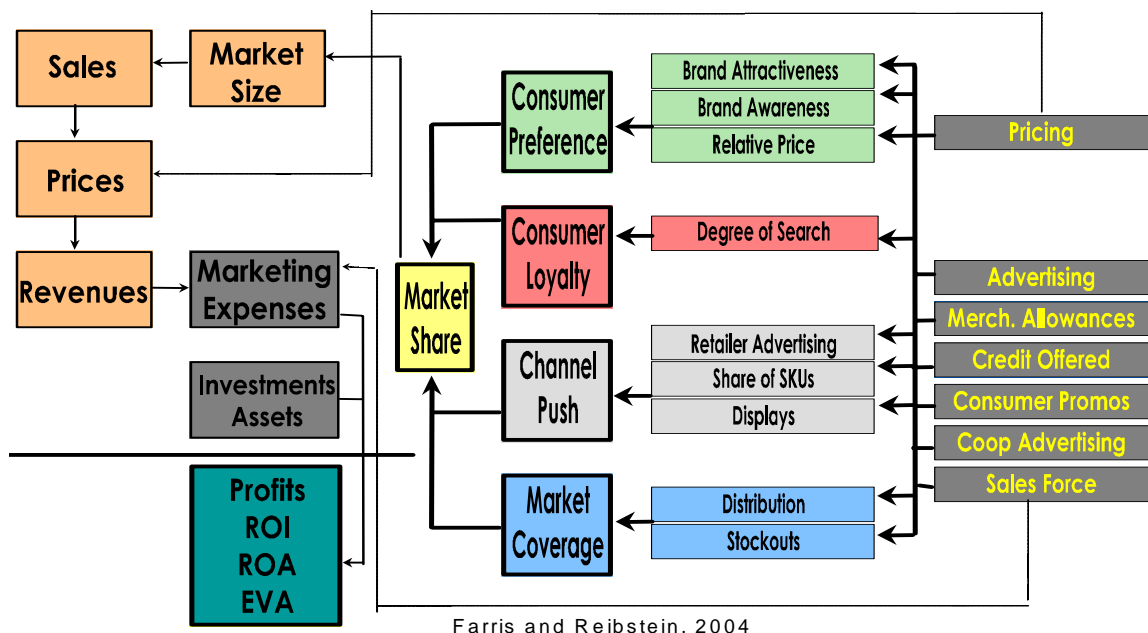 Sales
Market
Size
Prices
Revenues
Marketing
Expenses
Investments
Assets
Profits
ROI
ROA
EVA
Market
Share
Consumer
Preference
Consumer
Loyalty
Channel
Push
Market
Coverage
Brand Attractiveness
Brand Awareness
Relative Price
Degree of Search
Retailer Advertising
Share of SKUs
Displays
Distribution
Stockouts
Pricing
Advertising
Merch. Allowances
Credit Offered
Consumer Promos
Coop Advertising
Sales Force
Farris and Reibstein, 2004